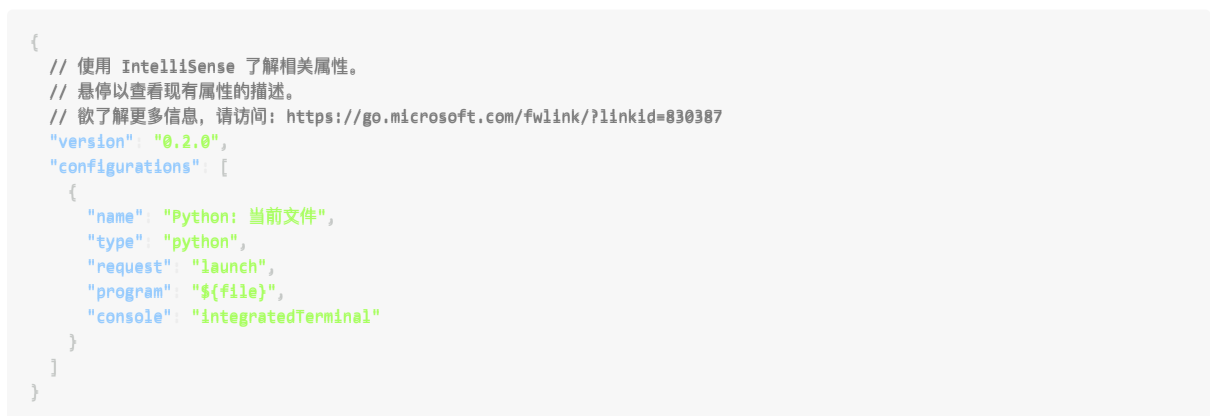 {
  // 使用 IntelliSense 了解相关属性。
  // 悬停以查看现有属性的描述。
  // 欲了解更多信息，请访问: https://go.microsoft.com/fwlink/?linkid=830387
  "version": "0.2.0",
  "configurations": [
    {
      "name": "Python: 当前文件",
      "type": "python",
      "request": "launch",
      "program": "${file}",
      "console": "integratedTerminal"
    }
  ]
}